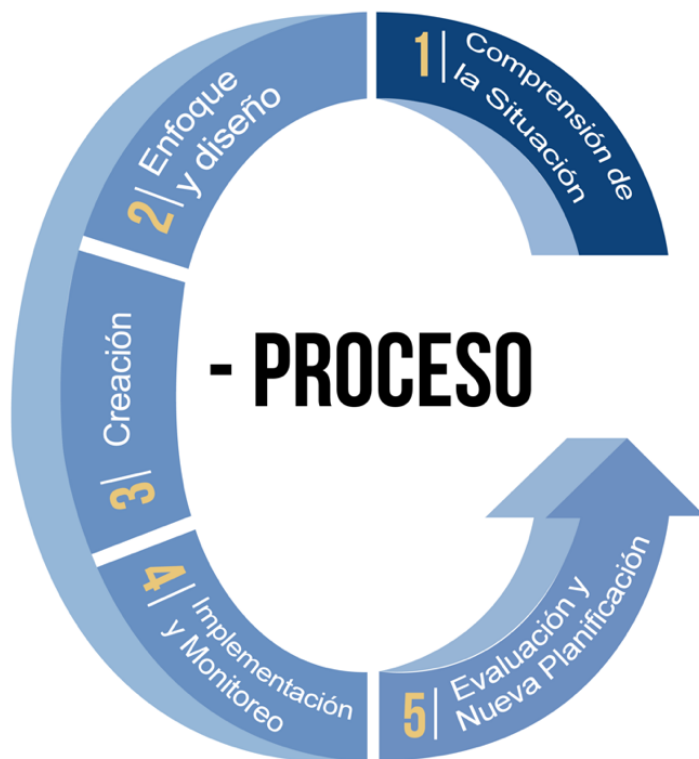 1 | Comprensión de
la Situación
2 | Enfoque
y diseño
3 | Creación
4 | Implementación
y Monitoreo
5 | Evaluación y
Nueva Planificación
- PROCESO